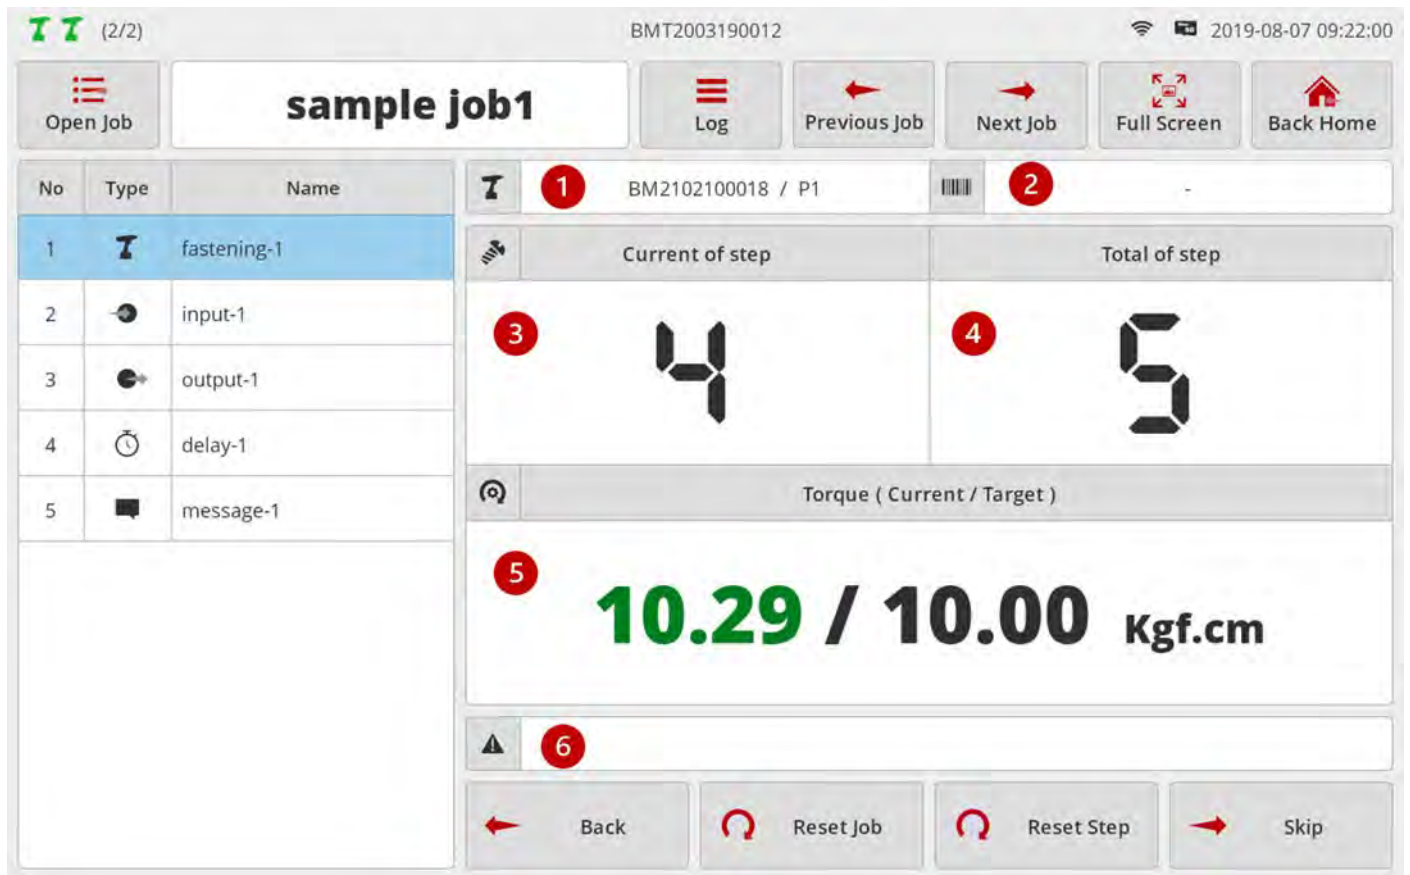 (2/2) BMT2003190012 2019-08-07 09:22:00
Open Job sample job1 Log Previous Job Next Job Full Screen Back Home
No Type Name
1 fastening-1
2 input-1
3 output-1
4 delay-1
5 message-1
1 BM2102100018 / P1 2 -
Current of step Total of step
3 4 4 5
Torque ( Current / Target )
5 10.29 / 10.00 Kgf.cm
6
Back Reset Job Reset Step Skip